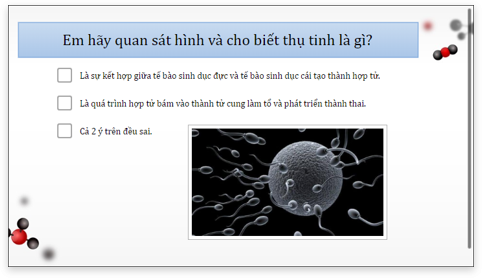 Em hãy quan sát hình và cho biết thụ tinh là gì?
Là sự kết hợp giữa tế bào sinh dục đực và tế bào sinh dục cái tạo thành hợp tử.
Là quá trình hợp tử bám vào thành tử cung làm tổ và phát triển thành thai.
Cả 2 ý trên đều sai.